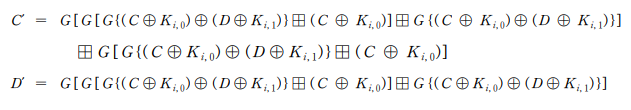 C′ = G[G[G{(C⊕K_{i,0})⊕(D⊕K_{i,1})}⊞(C ⊕ K_{i,0})]⊞G{(C⊕K_{i,0})⊕(D ⊕ K_{i,1})}]
⊞G[G{(C⊕K_{i,0})⊕(D⊕K_{i,1})}⊞(C ⊕ K_{i,0})]
D′ = G[G[G{(C⊕K_{i,0})⊕(D⊕K_{i,1})}⊞(C⊕K_{i,0})]⊞G{(C⊕K_{i,0})⊕(D⊕K_{i,1})}]